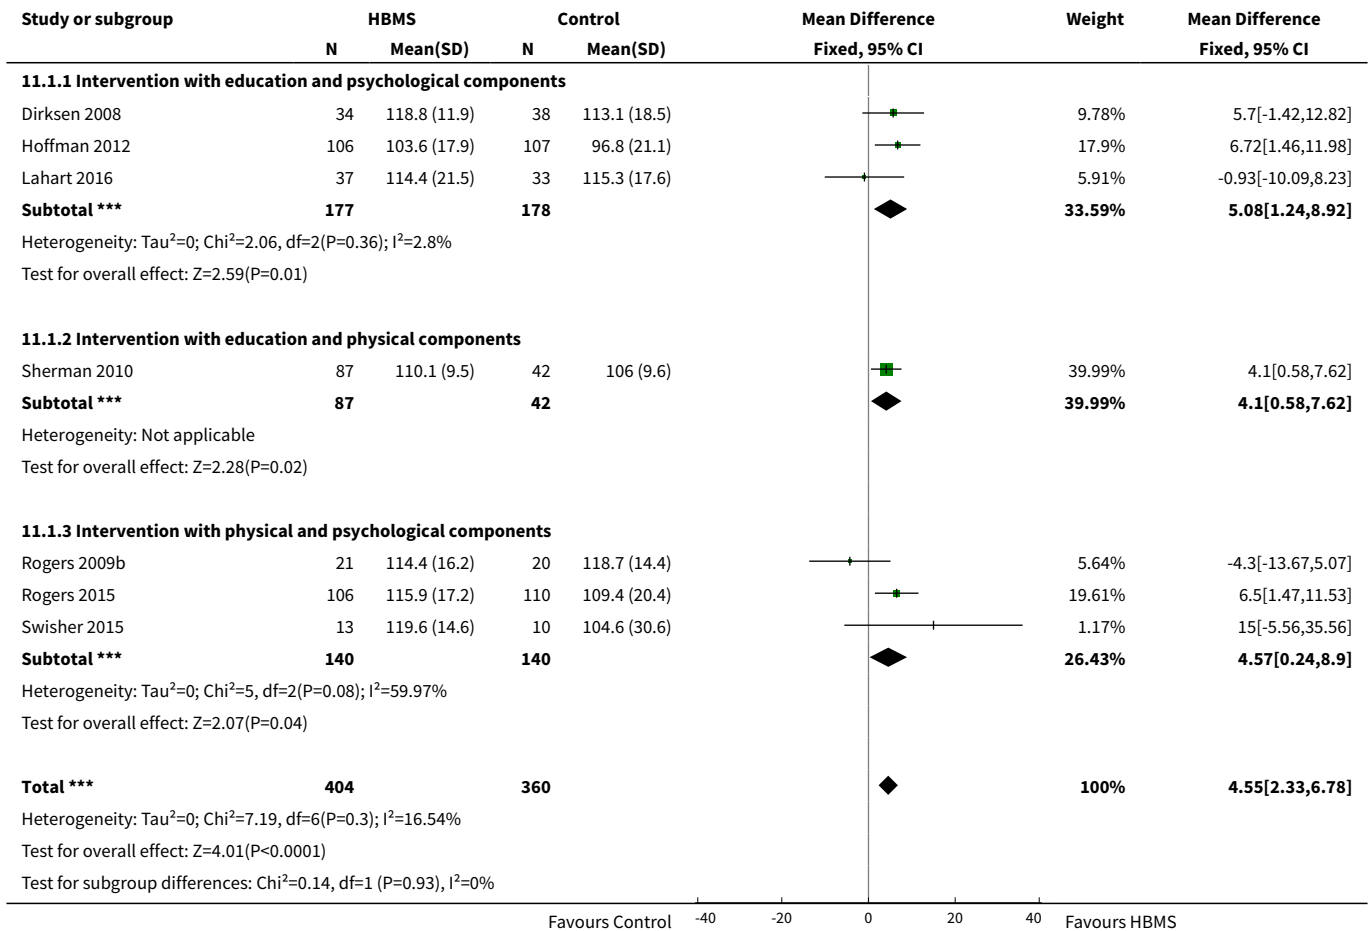 Study or subgroup HBMS Control Mean Difference Weight Mean Difference
N Mean(SD) N Mean(SD) Fixed, 95% CI Fixed, 95% CI
11.1.1 Intervention with education and psychological components
Dirksen 2008 34 118.8 (11.9) 38 113.1 (18.5) 9.78% 5.7[-1.42,12.82]
Hoffman 2012 106 103.6 (17.9) 107 96.8 (21.1) 17.9% 6.72[1.46,11.98]
Lahart 2016 37 114.4 (21.5) 33 115.3 (17.6) 5.91% -0.93[-10.09,8.23]
Subtotal *** 177 178 33.59% 5.08[1.24,8.92]
Heterogeneity: Tau²=0; Chi²=2.06, df=2(P=0.36); I²=2.8%
Test for overall effect: Z=2.59(P=0.01)
11.1.2 Intervention with education and physical components
Sherman 2010 87 110.1 (9.5) 42 106 (9.6) 39.99% 4.1[0.58,7.62]
Subtotal *** 87 42 39.99% 4.1[0.58,7.62]
Heterogeneity: Not applicable
Test for overall effect: Z=2.28(P=0.02)
11.1.3 Intervention with physical and psychological components
Rogers 2009b 21 114.4 (16.2) 20 118.7 (14.4) 5.64% -4.3[-13.67,5.07]
Rogers 2015 106 115.9 (17.2) 110 109.4 (20.4) 19.61% 6.5[1.47,11.53]
Swisher 2015 13 119.6 (14.6) 10 104.6 (30.6) 1.17% 15[-5.56,35.56]
Subtotal *** 140 140 26.43% 4.57[0.24,8.9]
Heterogeneity: Tau²=0; Chi²=5, df=2(P=0.08); I²=59.97%
Test for overall effect: Z=2.07(P=0.04)
Total *** 404 360 100% 4.55[2.33,6.78]
Heterogeneity: Tau²=0; Chi²=7.19, df=6(P=0.3); I²=16.54%
Test for overall effect: Z=4.01(P<0.0001)
Test for subgroup differences: Chi²=0.14, df=1 (P=0.93), I²=0%
Favours Control -40 -20 0 20 40 Favours HBMS